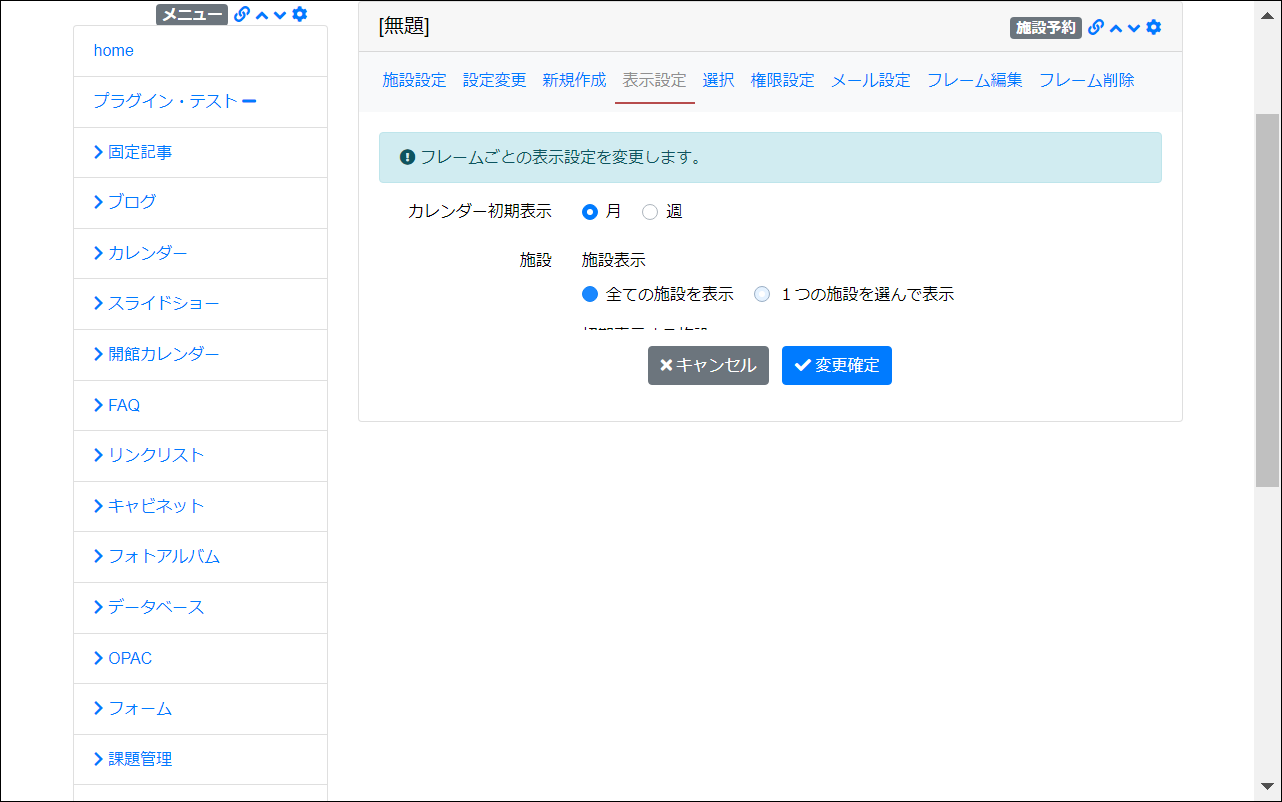 メニュー
home
プラグイン・テスト
固定記事
ブログ
カレンダー
スライドショー
開館カレンダー
FAQ
リンクリスト
キャビネット
フォトアルバム
データベース
OPAC
フォーム
課題管理
[無題]
施設予約
施設設定 設定変更 新規作成 表示設定 選択 権限設定 メール設定 フレーム編集 フレーム削除
フレームごとの表示設定を変更します。
カレンダー初期表示 月 週
施設 施設表示
全ての施設を表示 1つの施設を選んで表示
キャンセル 変更確定